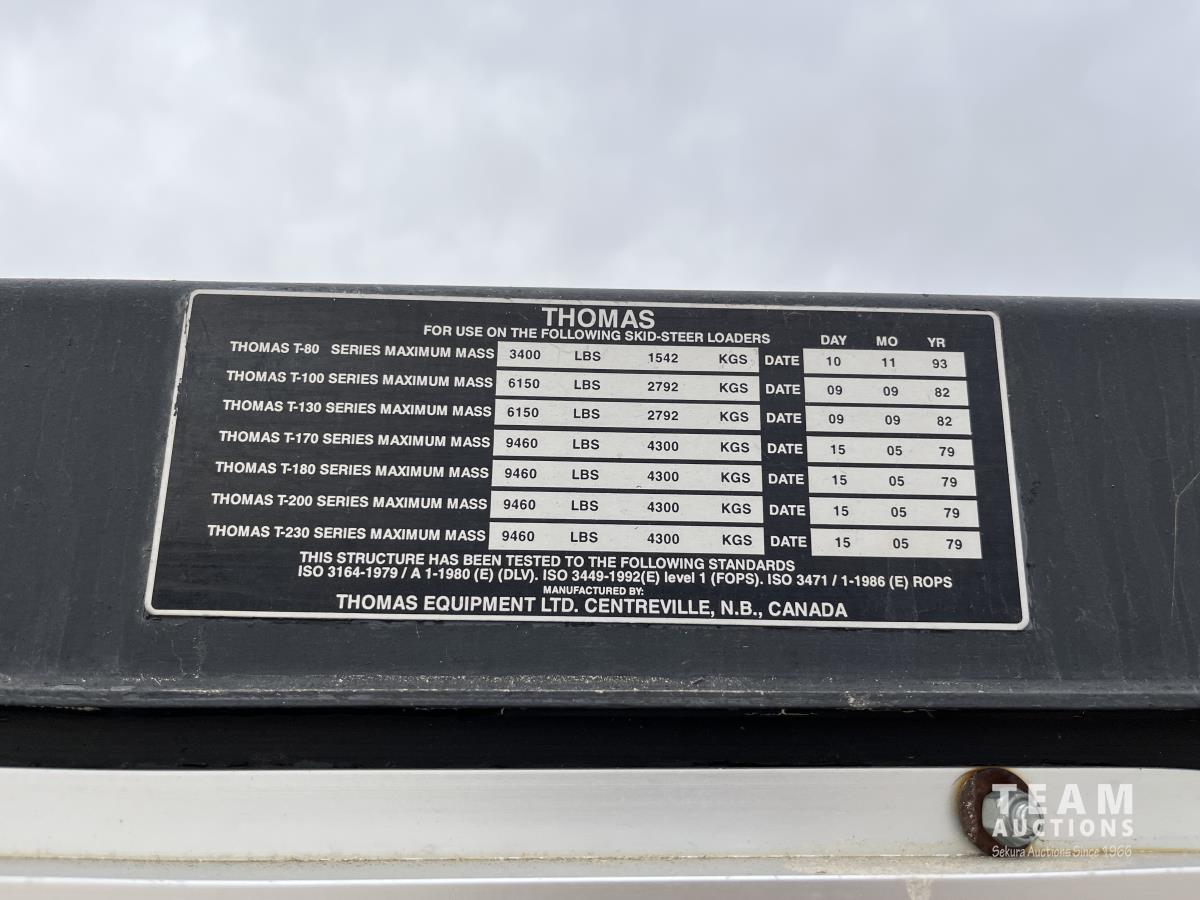 THOMAS
FOR USE ON THE FOLLOWING SKID-STEER LOADERS DAY MO YR
THOMAS T-80 SERIES MAXIMUM MASS 3400 LBS 1542 KGS DATE 10 11 93
THOMAS T-100 SERIES MAXIMUM MASS 6150 LBS 2792 KGS DATE 09 09 82
THOMAS T-130 SERIES MAXIMUM MASS 6150 LBS 2792 KGS DATE 09 09 82
THOMAS T-170 SERIES MAXIMUM MASS 9460 LBS 4300 KGS DATE 15 05 79
THOMAS T-180 SERIES MAXIMUM MASS 9460 LBS 4300 KGS DATE 15 05 79
THOMAS T-200 SERIES MAXIMUM MASS 9460 LBS 4300 KGS DATE 15 05 79
THOMAS T-230 SERIES MAXIMUM MASS 9460 LBS 4300 KGS DATE 15 05 79
THIS STRUCTURE HAS BEEN TESTED TO THE FOLLOWING STANDARDS
ISO 3164-1979 / A 1-1980 (E) (DLV). ISO 3449-1992(E) level 1 (FOPS). ISO 3471 / 1-1986 (E) ROPS
MANUFACTURED BY:
THOMAS EQUIPMENT LTD. CENTREVILLE, N.B., CANADA
TEAM
AUCTIONS
Sekura Auctions Since 1966